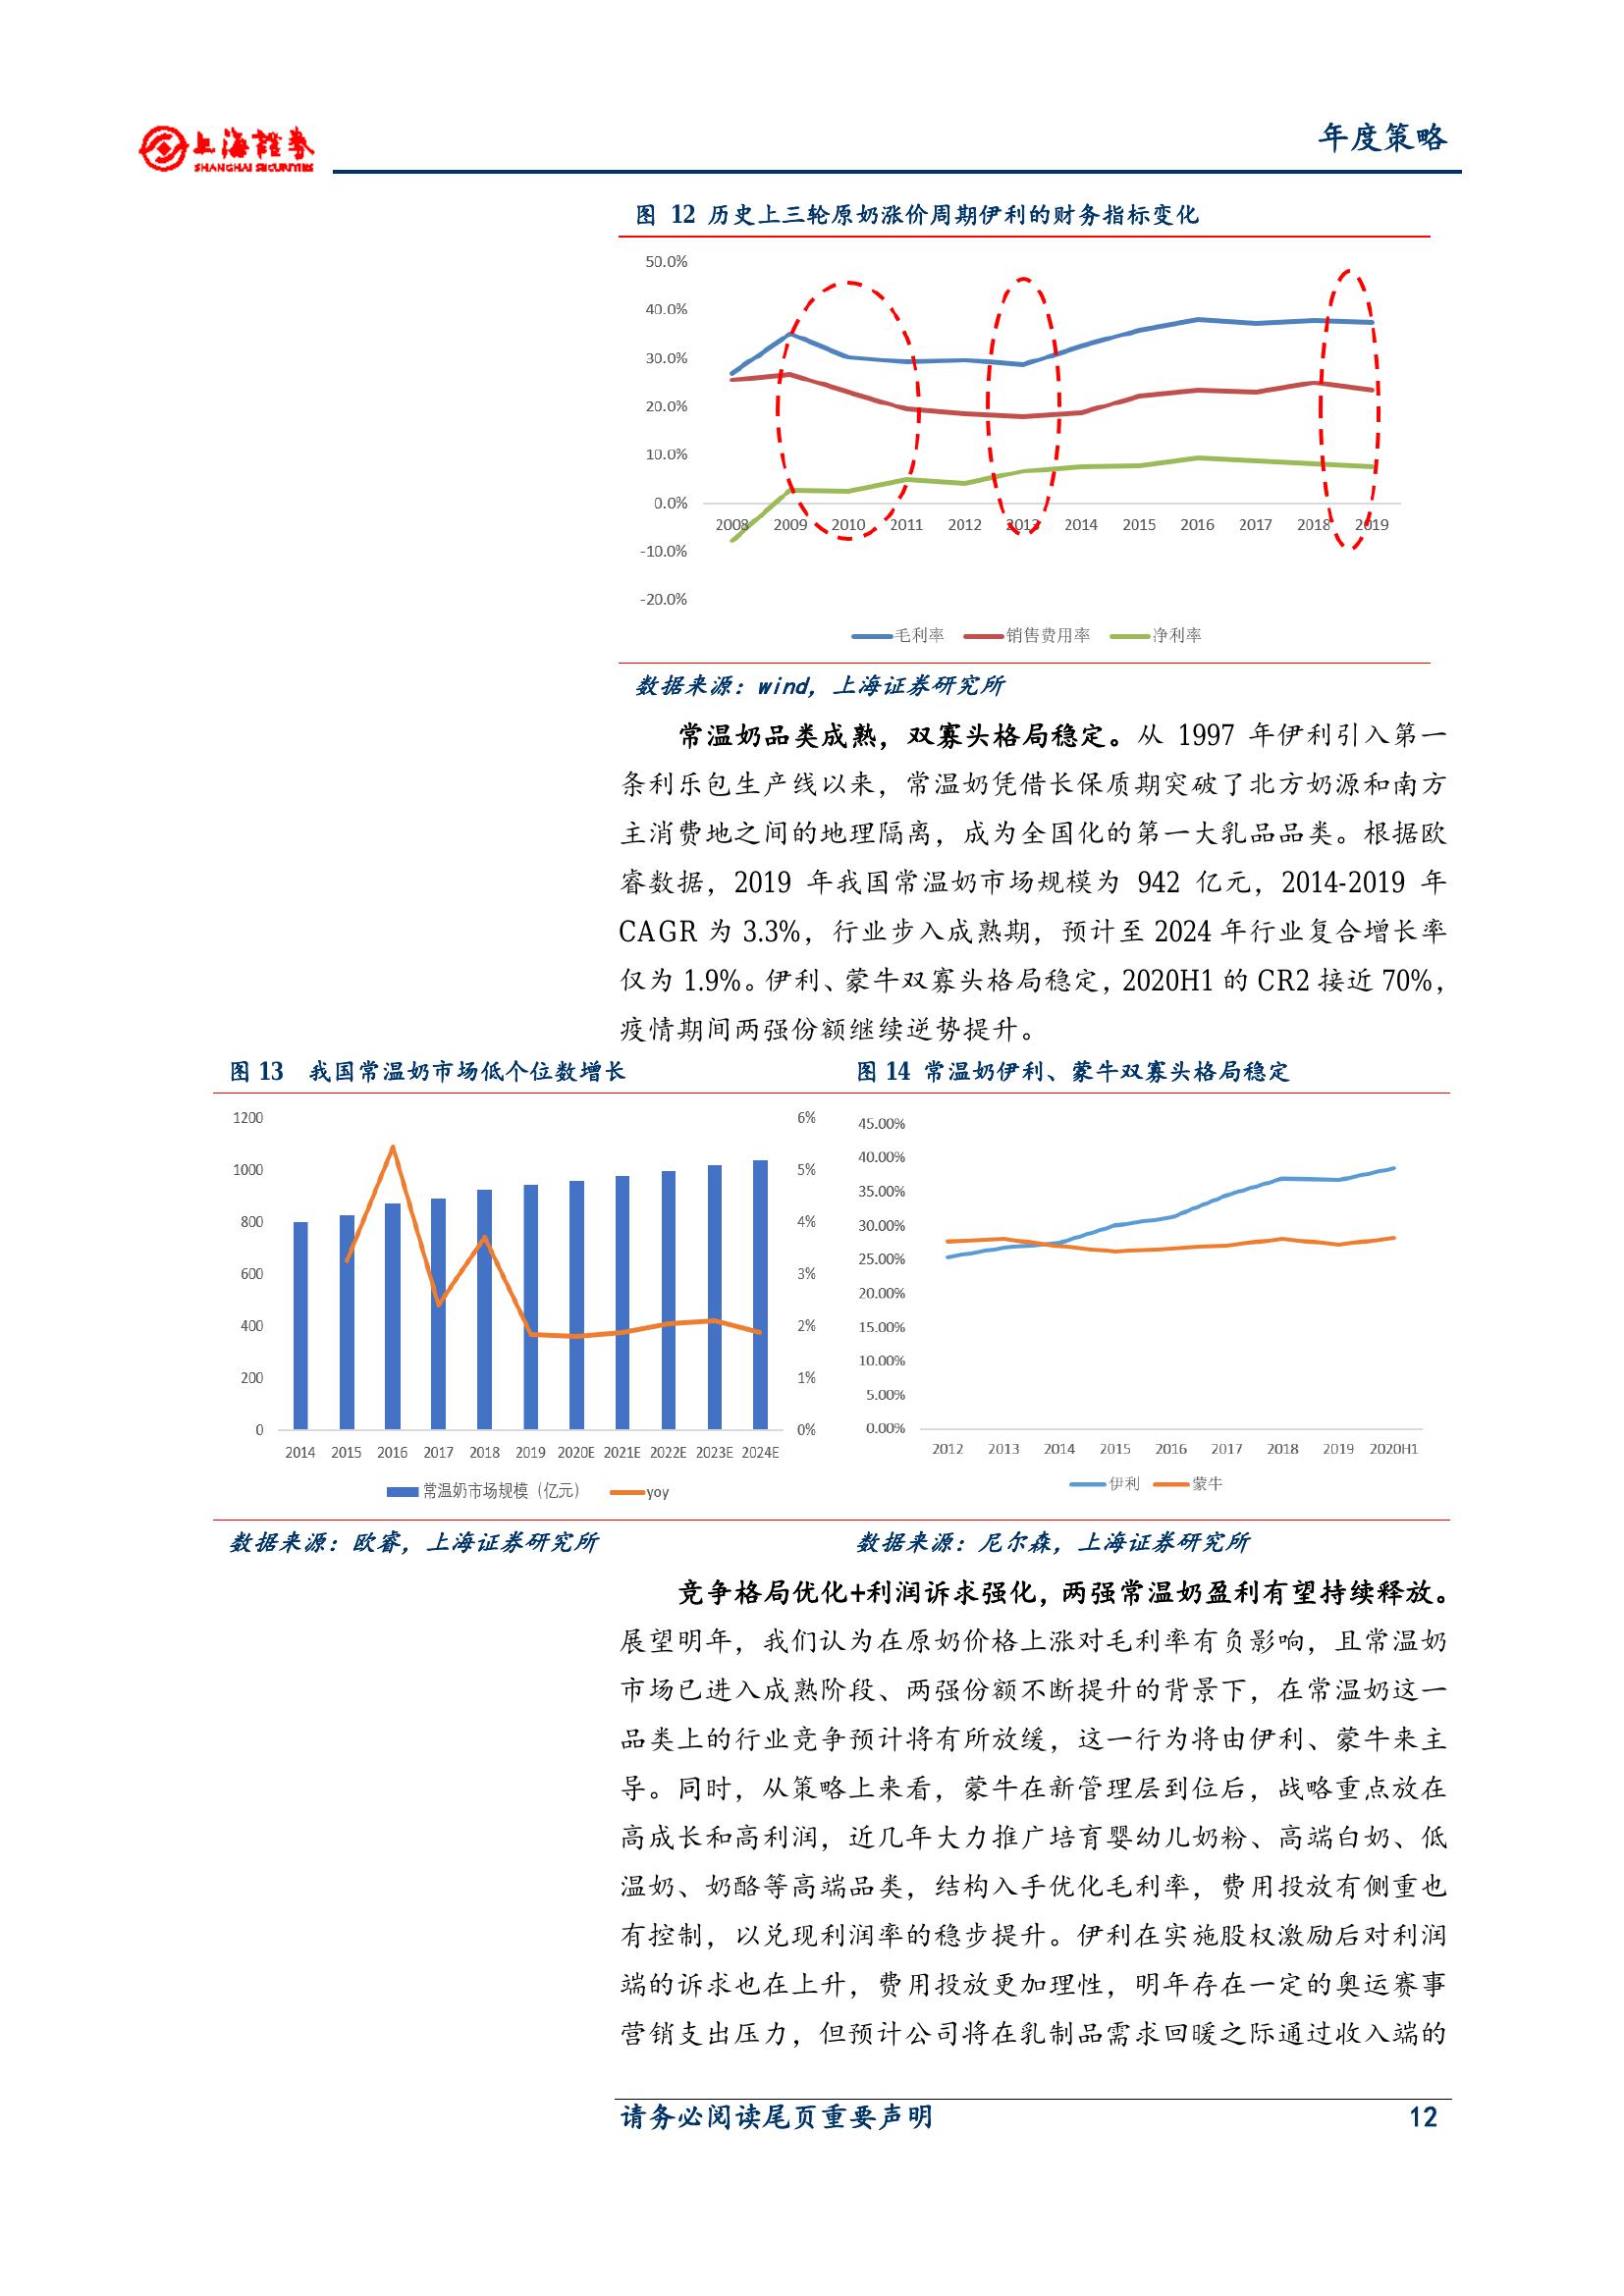 上海證券
SHANGHAI SECURITIES
年度策略
图 12 历史上三轮原奶涨价周期伊利的财务指标变化
50.0%
40.0%
30.0%
20.0%
10.0%
0.0%
-10.0%
-20.0%
2008 2009 2010 2011 2012 2013 2014 2015 2016 2017 2018 2019
毛利率 销售费用率 净利率
数据来源：wind，上海证券研究所
常温奶品类成熟，双寡头格局稳定。从 1997 年伊利引入第一
条利乐包生产线以来，常温奶凭借长保质期突破了北方奶源和南方
主消费地之间的地理隔离，成为全国化的第一大乳品品类。根据欧
睿数据，2019 年我国常温奶市场规模为 942 亿元，2014-2019 年
CAGR 为 3.3%，行业步入成熟期，预计至 2024 年行业复合增长率
仅为 1.9%。伊利、蒙牛双寡头格局稳定，2020H1 的 CR2 接近 70%，
疫情期间两强份额继续逆势提升。
图 13 我国常温奶市场低个位数增长
1200
1000
800
600
400
200
0
6%
5%
4%
3%
2%
1%
0%
2014 2015 2016 2017 2018 2019 2020E 2021E 2022E 2023E 2024E
常温奶市场规模（亿元） yoy
数据来源：欧睿，上海证券研究所
图 14 常温奶伊利、蒙牛双寡头格局稳定
45.00%
40.00%
35.00%
30.00%
25.00%
20.00%
15.00%
10.00%
5.00%
0.00%
2012 2013 2014 2015 2016 2017 2018 2019 2020H1
伊利 蒙牛
数据来源：尼尔森，上海证券研究所
竞争格局优化+利润诉求强化，两强常温奶盈利有望持续释放。
展望明年，我们认为在原奶价格上涨对毛利率有负影响，且常温奶
市场已进入成熟阶段、两强份额不断提升的背景下，在常温奶这一
品类上的行业竞争预计将有所放缓，这一行为将由伊利、蒙牛来主
导。同时，从策略上来看，蒙牛在新管理层到位后，战略重点放在
高成长和高利润，近几年大力推广培育婴幼儿奶粉、高端白奶、低
温奶、奶酪等高端品类，结构入手优化毛利率，费用投放有侧重也
有控制，以兑现利润率的稳步提升。伊利在实施股权激励后对利润
端的诉求也在上升，费用投放更加理性，明年存在一定的奥运赛事
营销支出压力，但预计公司将在乳制品需求回暖之际通过收入端的
请务必阅读尾页重要声明
12